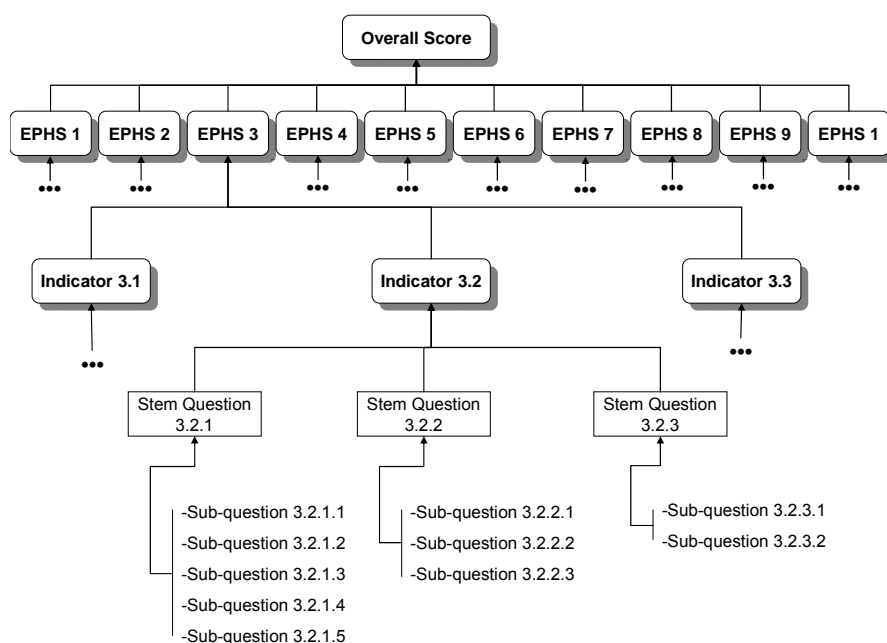 Overall Score
EPHS 1
EPHS 2
EPHS 3
EPHS 4
EPHS 5
EPHS 6
EPHS 7
EPHS 8
EPHS 9
EPHS 1
•••
•••
•••
•••
•••
•••
•••
•••
•••
Indicator 3.1
Indicator 3.2
Indicator 3.3
•••
•••
Stem Question
3.2.1
Stem Question
3.2.2
Stem Question
3.2.3
-Sub-question 3.2.1.1
-Sub-question 3.2.1.2
-Sub-question 3.2.1.3
-Sub-question 3.2.1.4
-Sub-question 3.2.1.5
-Sub-question 3.2.2.1
-Sub-question 3.2.2.2
-Sub-question 3.2.2.3
-Sub-question 3.2.3.1
-Sub-question 3.2.3.2